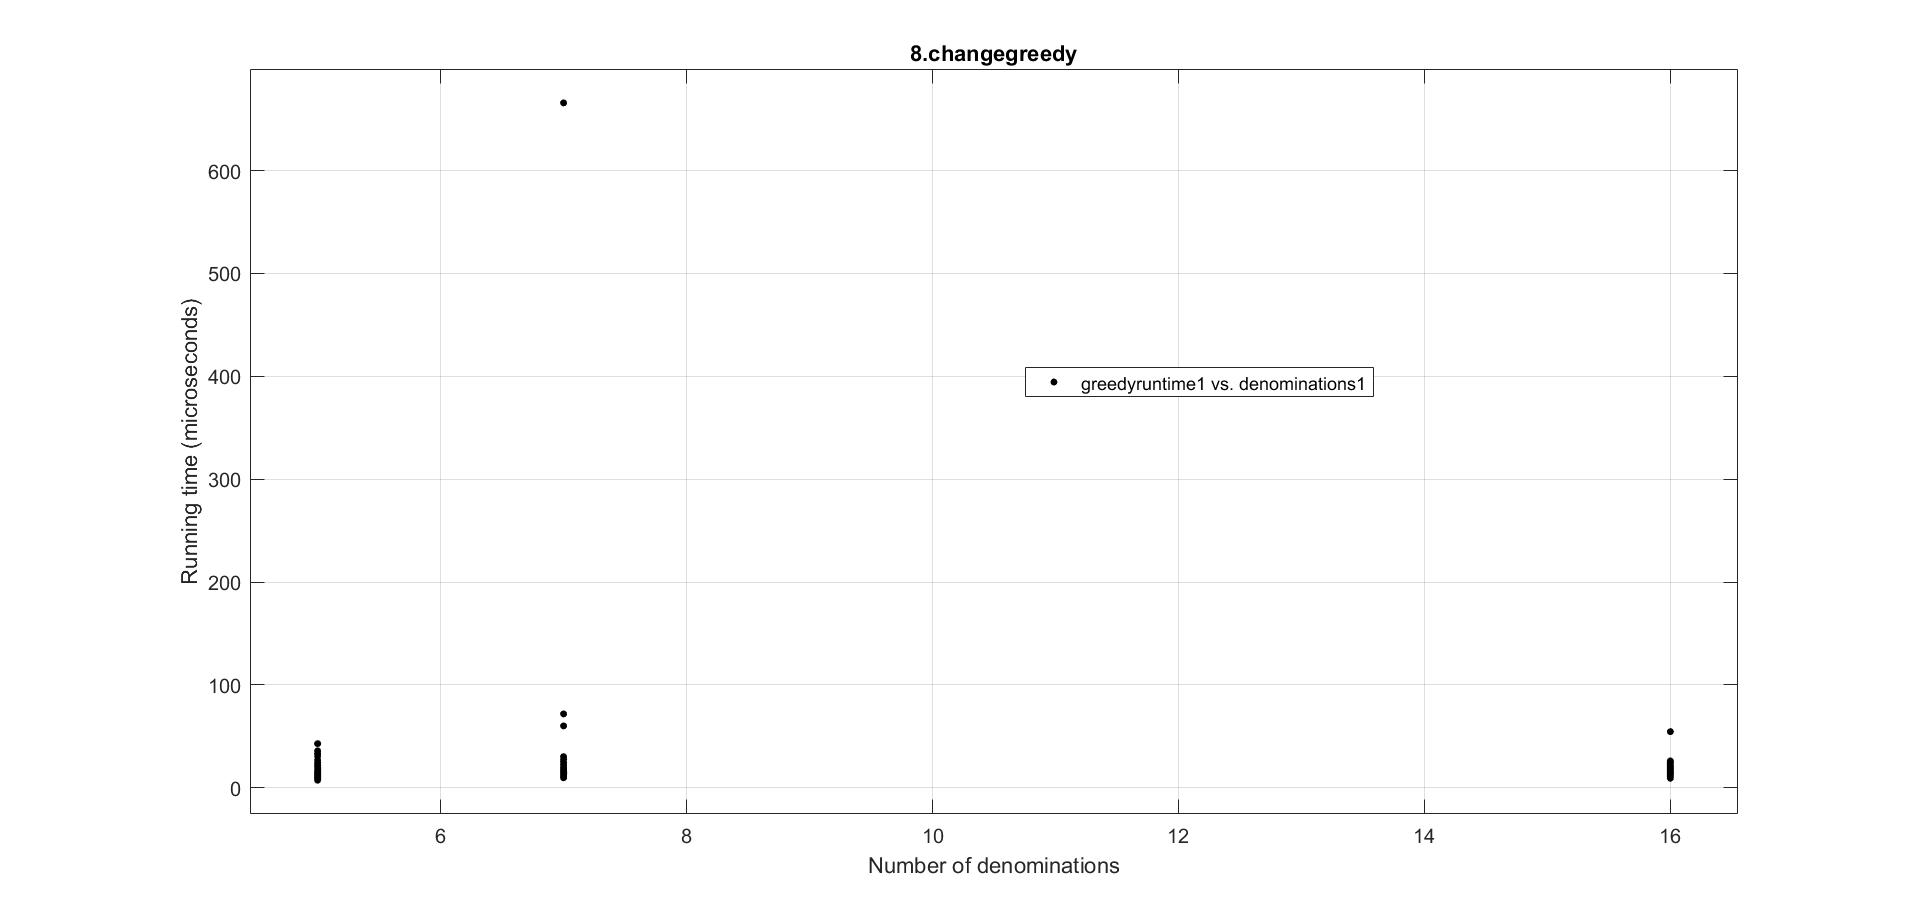 8.changegreedy
600
500
400
300
200
100
0
Running time (microseconds)
greedyruntime1 vs. denominations1
6 8 10 12 14 16
Number of denominations